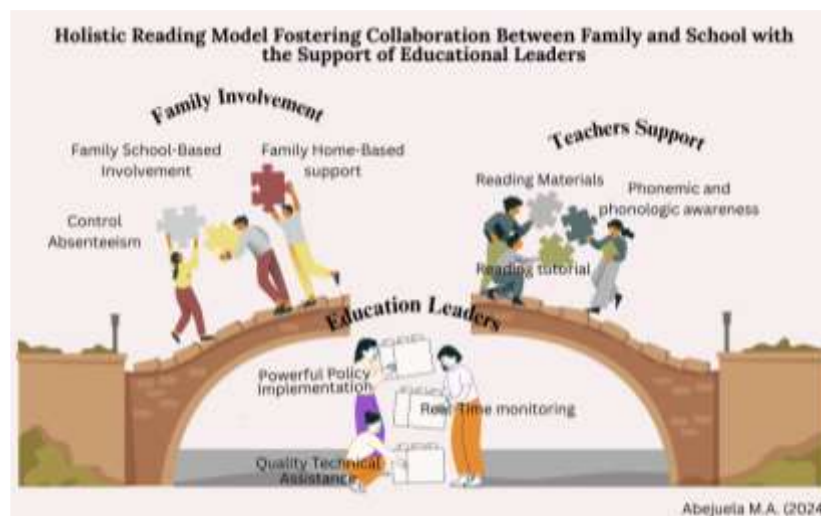 Holistic Reading Model Fostering Collaboration Between Family and School with
the Support of Educational Leaders
Family Involvement
Family School-Based
Involvement
Family Home-Based
support
Control
Absenteeism
Teachers Support
Reading Materials
Phonemic and
phonologic awareness
Reading tutorial
Education Leaders
Powerful Policy
Implementation
Real-Time monitoring
Quality Technical
Assistance
Abejuela M.A. (2024